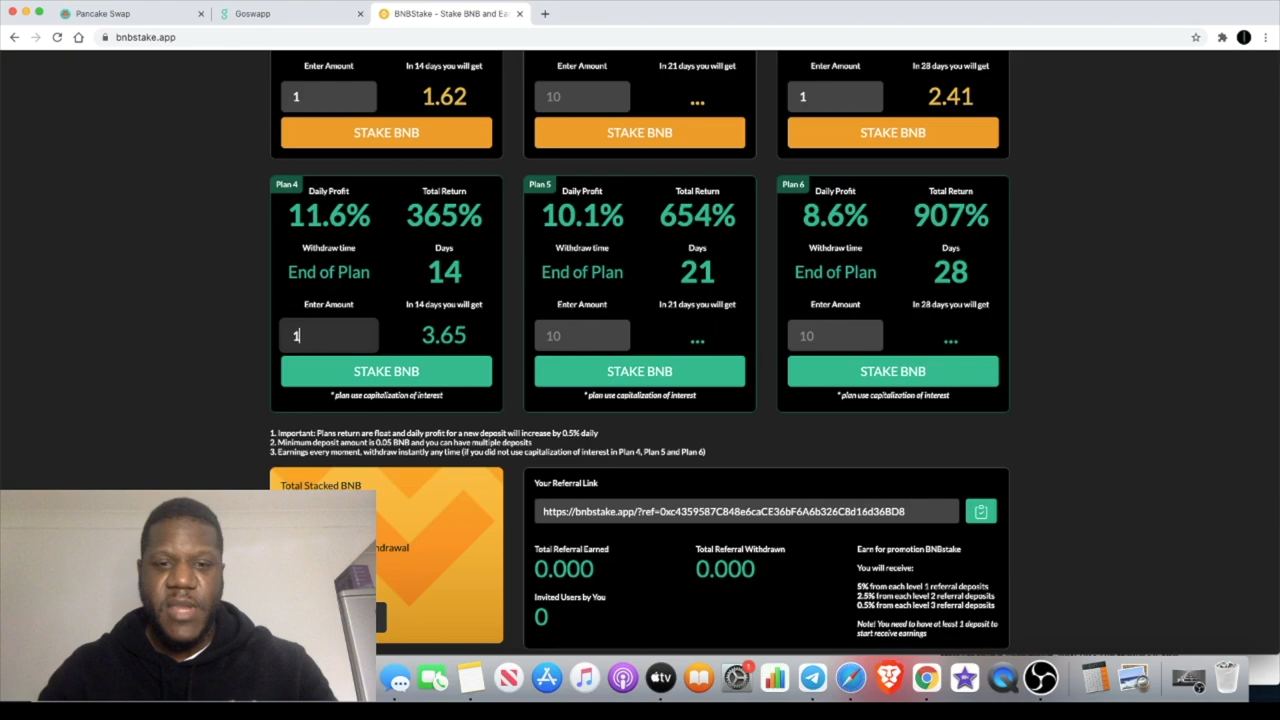 Pancake Swap
Goswapp
BNBStake - Stake BNB and Ea
bnbstake.app
Enter Amount In 14 days you will get
1 1.62
STAKE BNB
Enter Amount In 21 days you will get
10 ...
STAKE BNB
Enter Amount In 28 days you will get
1 2.41
STAKE BNB
Plan 4
Daily Profit Total Return
11.6% 365%
Withdraw time Days
End of Plan 14
Enter Amount In 14 days you will get
1 3.65
STAKE BNB
* plan use capitalization of interest
Plan 5
Daily Profit Total Return
10.1% 654%
Withdraw time Days
End of Plan 21
Enter Amount In 21 days you will get
10 ...
STAKE BNB
* plan use capitalization of interest
Plan 6
Daily Profit Total Return
8.6% 907%
Withdraw time Days
End of Plan 28
Enter Amount In 28 days you will get
10 ...
STAKE BNB
* plan use capitalization of interest
1. Important: Plans return are float and daily profit for a new deposit will increase by 0.5% daily
2. Minimum deposit amount is 0.05 BNB and you can have multiple deposits
3. Earnings every moment, withdraw instantly any time (if you did not use capitalization of interest in Plan 4, Plan 5 and Plan 6)
Total Stacked BNB
hdrawal
Your Referral Link
https://bnbstake.app/?ref=0xc4359587C848e6caCE36bF6A6b326C8d16d36BD8
Total Referral Earned Total Referral Withdrawn
0.000 0.000
Invited Users by You
0
Earn for promotion BNBstake
You will receive:
5% from each level 1 referral deposits
2.5% from each level 2 referral deposits
0.5% from each level 3 referral deposits
Note! You need to have at least 1 deposit to
start receive earnings
tv
1